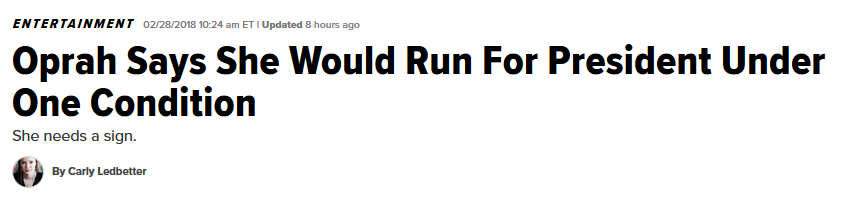 ENTERTAINMENT 02/28/2018 10:24 am ET | Updated 8 hours ago
Oprah Says She Would Run For President Under
One Condition
She needs a sign.
By Carly Ledbetter